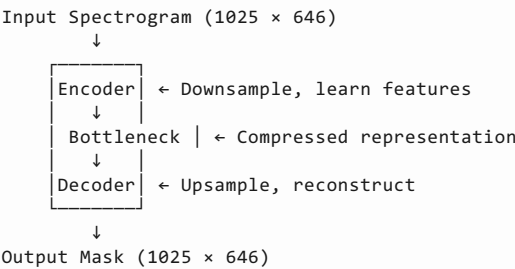 Input Spectrogram (1025 × 646)
↓
Encoder ← Downsample, learn features
↓
Bottleneck ← Compressed representation
↓
Decoder ← Upsample, reconstruct
↓
Output Mask (1025 × 646)